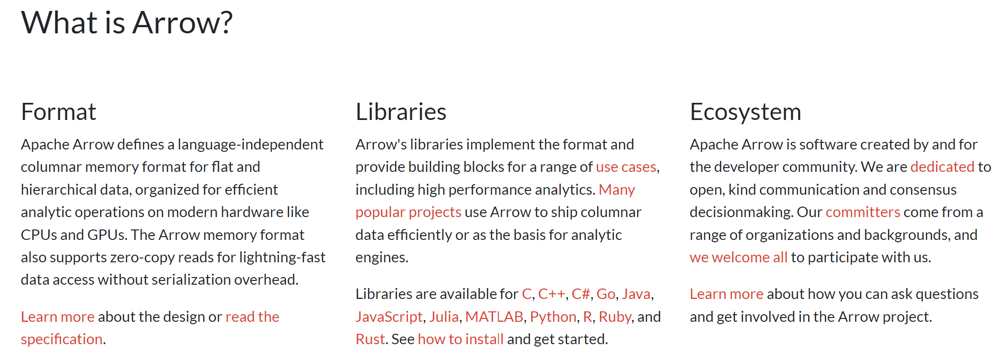 What is Arrow?
Format
Apache Arrow defines a language-independent
columnar memory format for flat and
hierarchical data, organized for efficient
analytic operations on modern hardware like
CPUs and GPUs. The Arrow memory format
also supports zero-copy reads for lightning-fast
data access without serialization overhead.
Learn more about the design or read the
specification.
Libraries
Arrow's libraries implement the format and
provide building blocks for a range of use cases,
including high performance analytics. Many
popular projects use Arrow to ship columnar
data efficiently or as the basis for analytic
engines.
Libraries are available for C, C++, C#, Go, Java,
JavaScript, Julia, MATLAB, Python, R, Ruby, and
Rust. See how to install and get started.
Ecosystem
Apache Arrow is software created by and for
the developer community. We are dedicated to
open, kind communication and consensus
decisionmaking. Our committers come from a
range of organizations and backgrounds, and
we welcome all to participate with us.
Learn more about how you can ask questions
and get involved in the Arrow project.